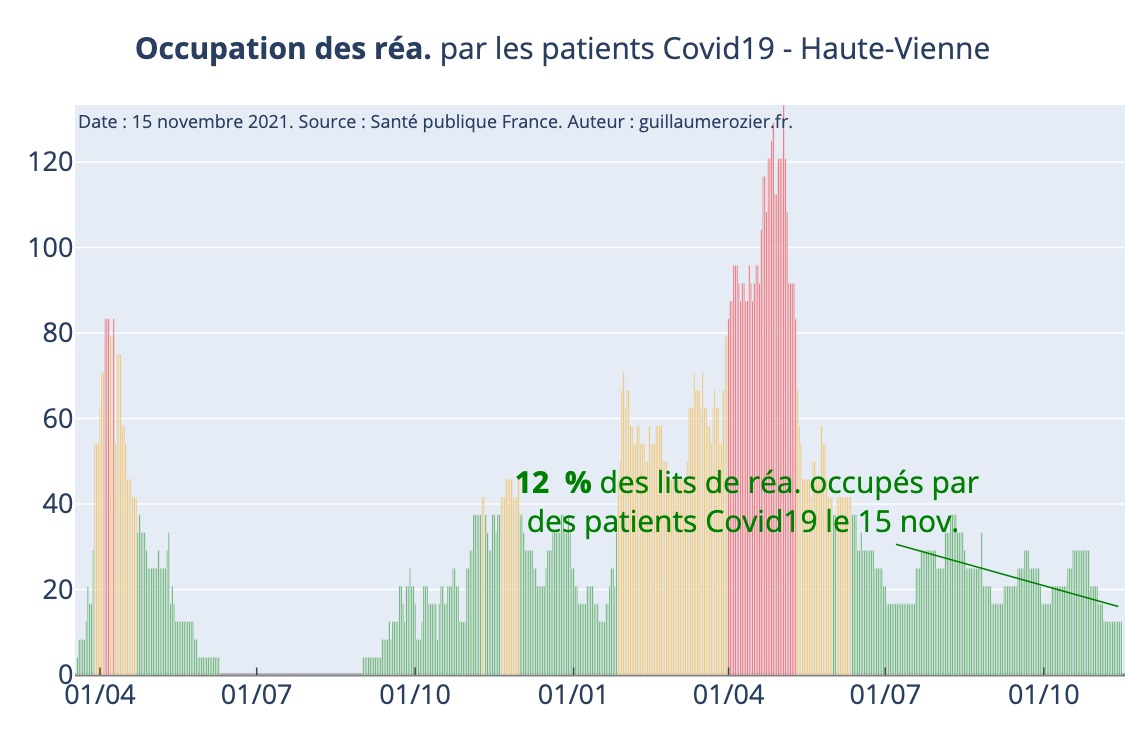 Occupation des réa. par les patients Covid19 - Haute-Vienne
Date : 15 novembre 2021. Source : Santé publique France. Auteur : guillaumerozier.fr.
120
100
80
60
40
20
0
12 % des lits de réa. occupés par
des patients Covid19 le 15 nov.
01/04 01/07 01/10 01/01 01/04 01/07 01/10